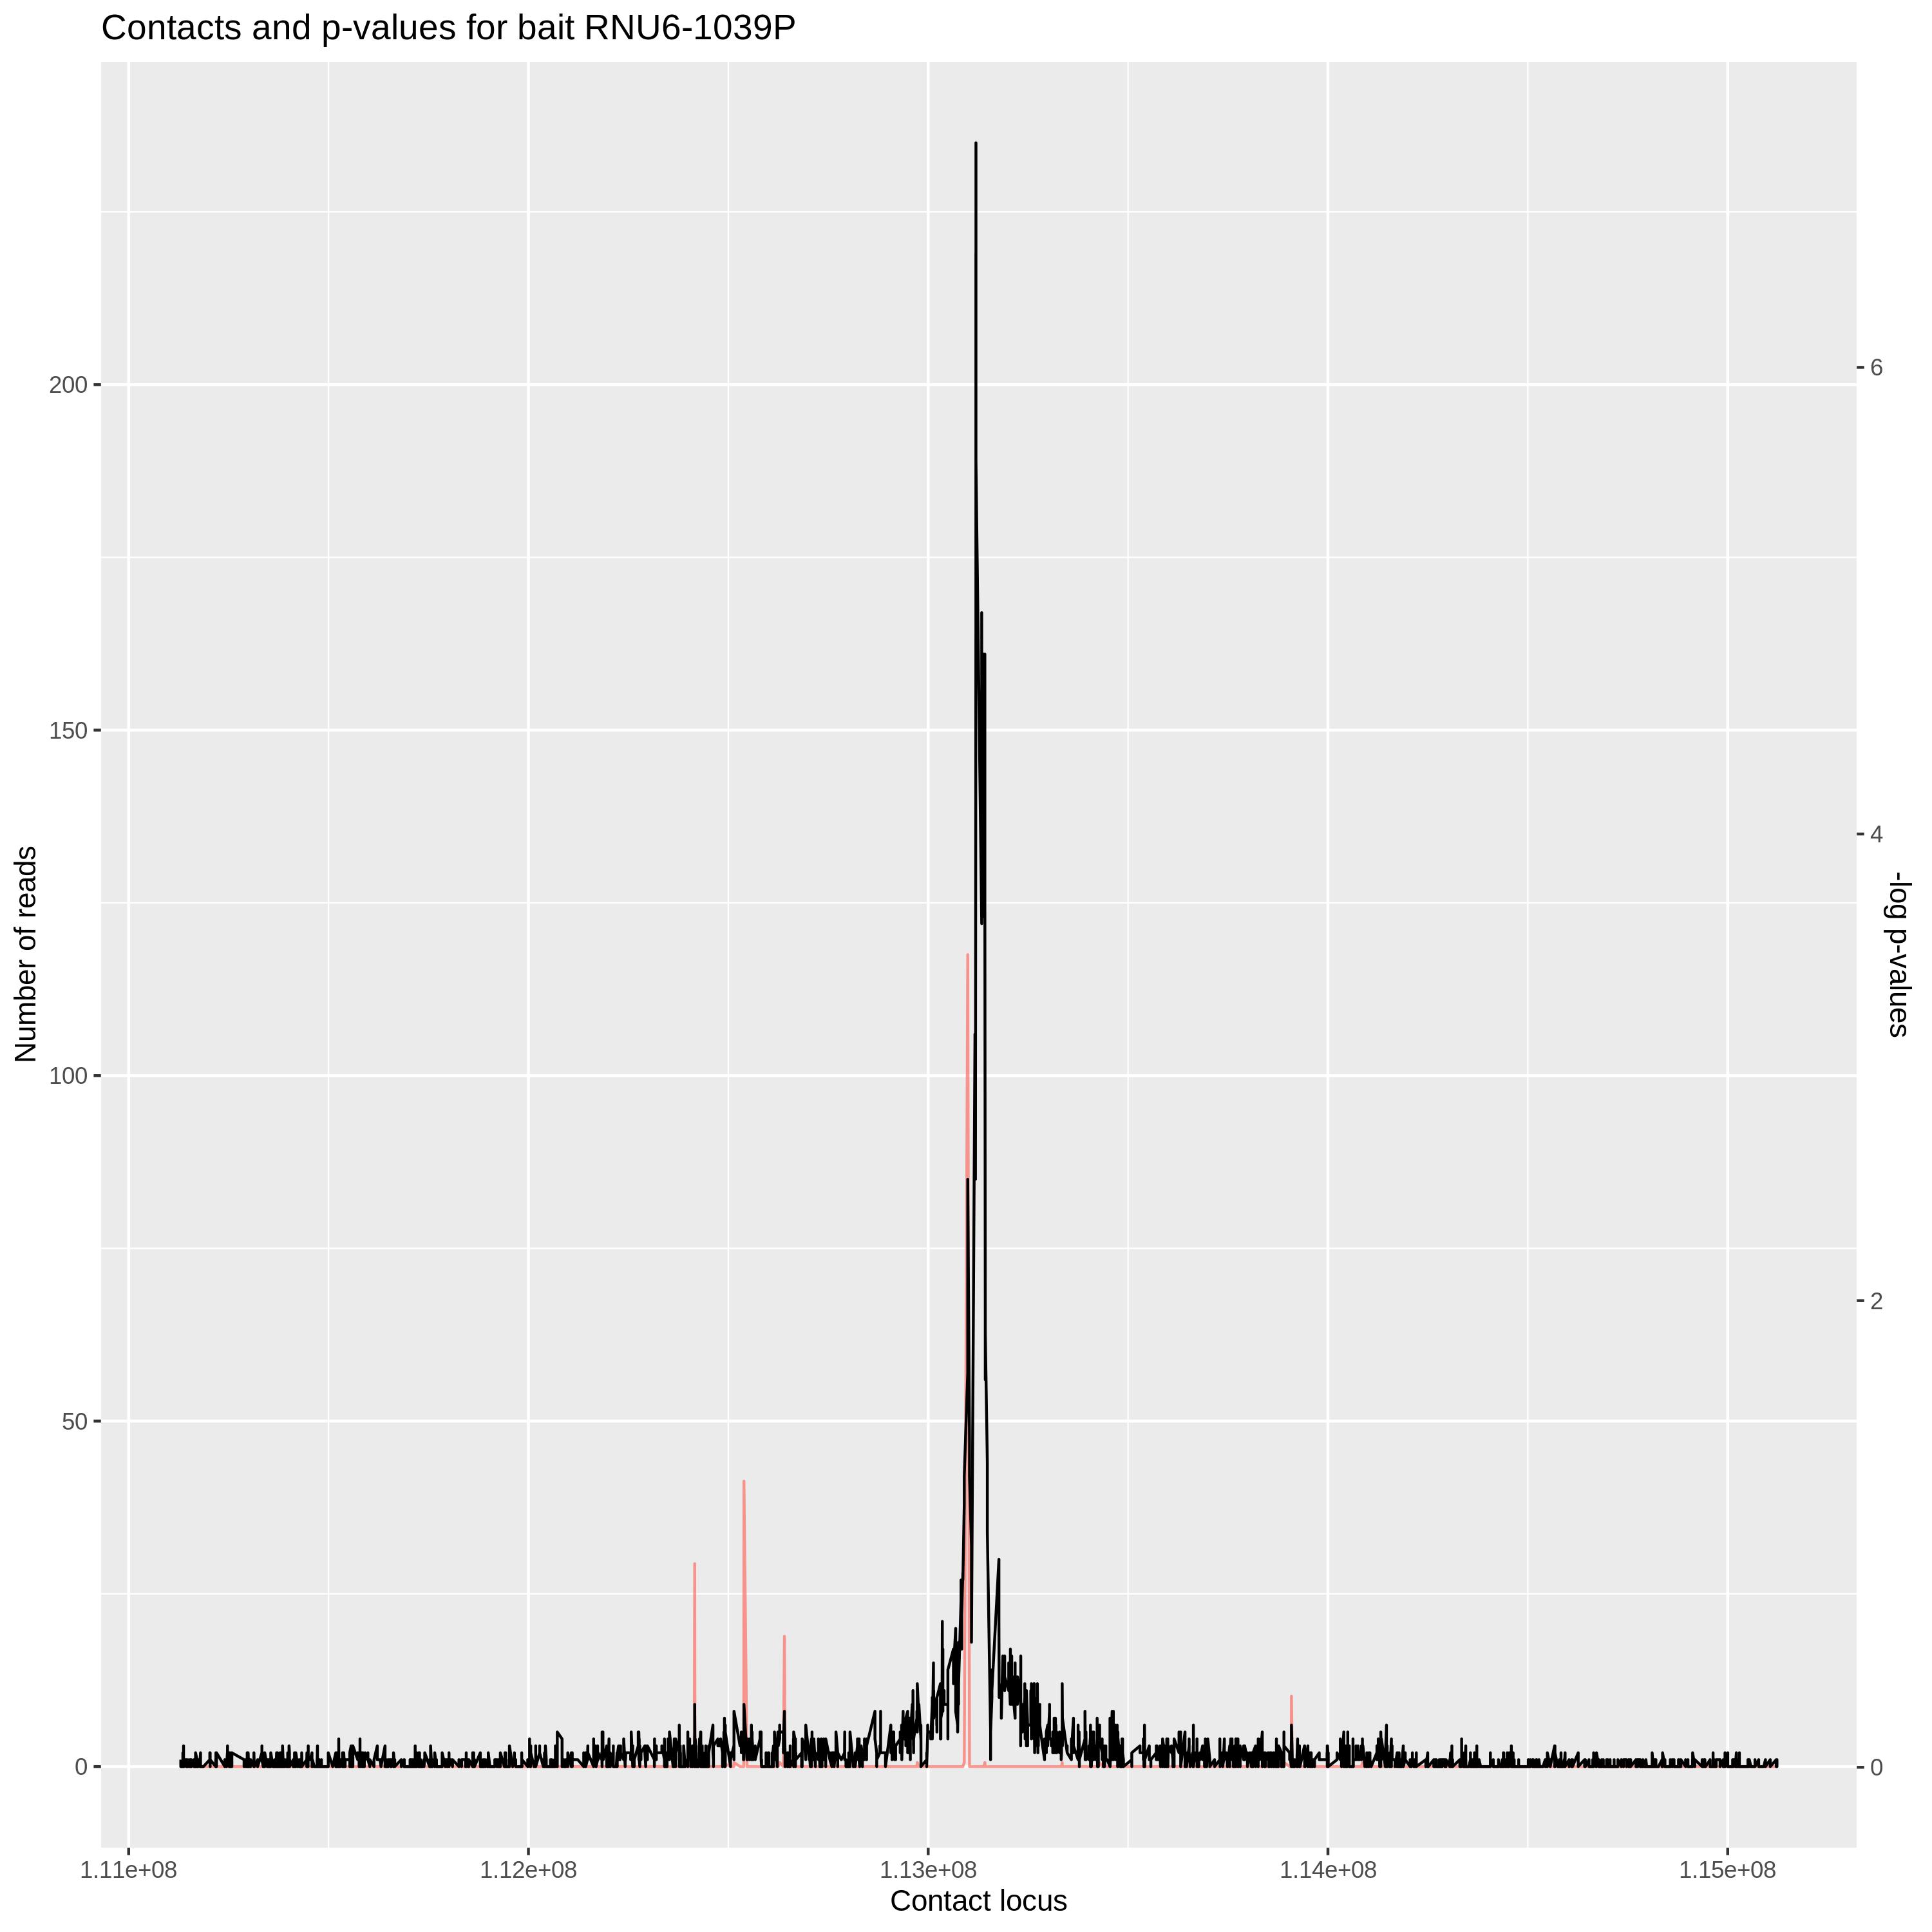 Contacts and p-values for bait RNU6-1039P
200
150
100
50
0
Number of reads
6
4
2
0
-log p-values
1.11e+08 1.12e+08 1.13e+08 1.14e+08 1.15e+08
Contact locus